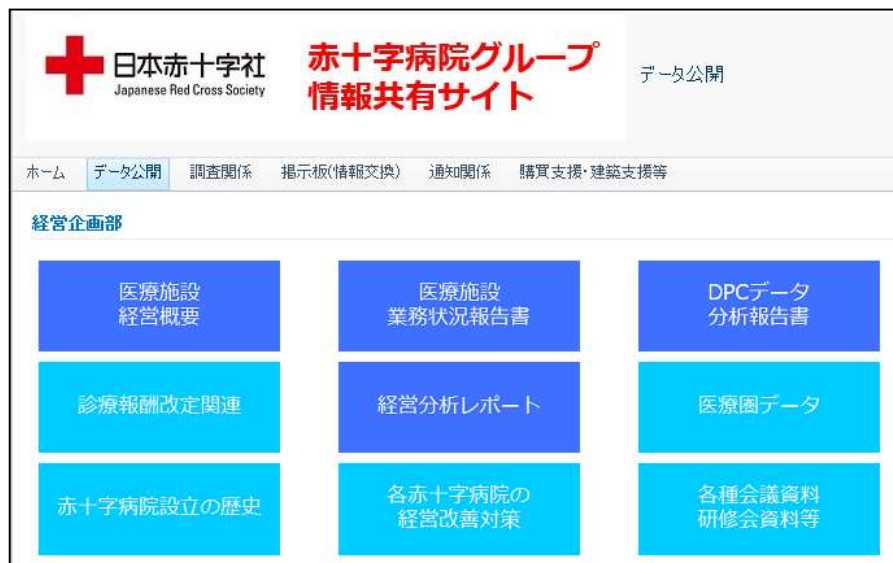 日本赤十字社
Japanese Red Cross Society
赤十字病院グループ
情報共有サイト
データ公開
ホーム データ公開 調査関係 掲示板(情報交換) 通知関係 購買支援・建築支援等
経営企画部
医療施設
経営概要
医療施設
業務状況報告書
DPCデータ
分析報告書
診療報酬改定関連
経営分析レポート
医療圏データ
赤十字病院設立の歴史
各赤十字病院の
経営改善対策
各種会議資料
研修会資料等